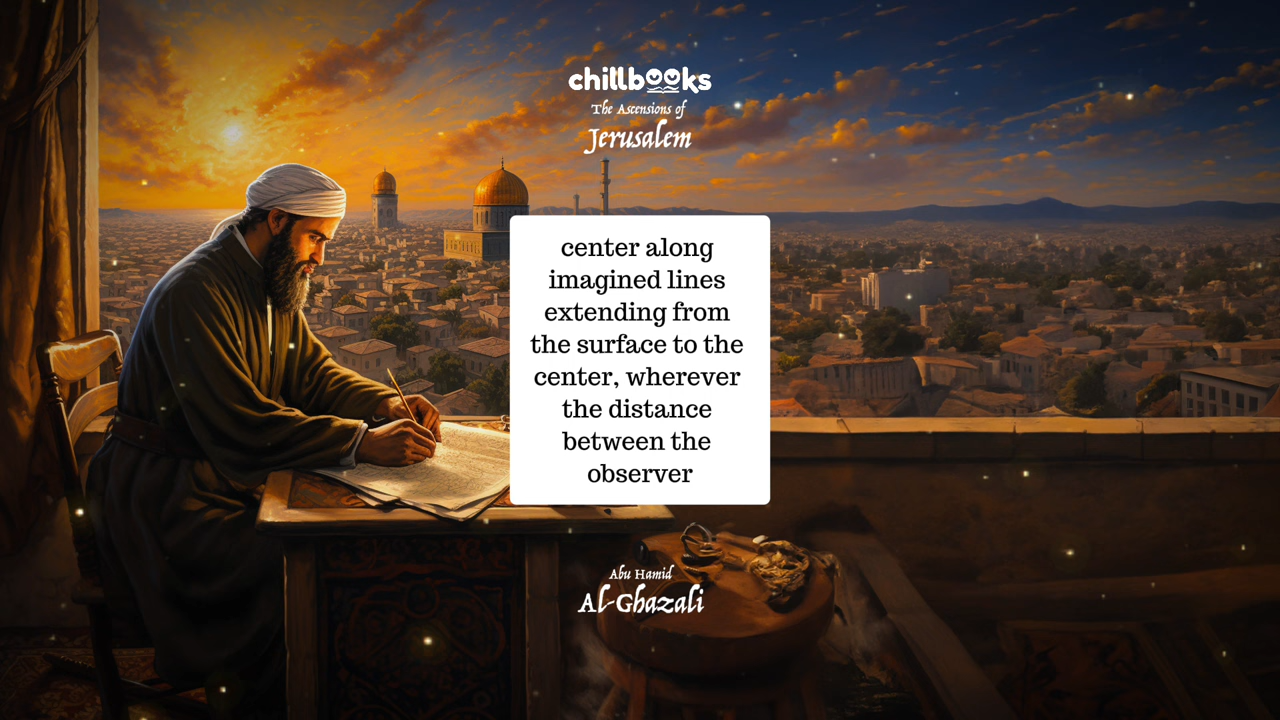 chillbooks
The Ascensions of
Jerusalem
center along
imagined lines
extending from
the surface to the
center, wherever
the distance
between the
observer
Abu Hamid
Al-Ghazali